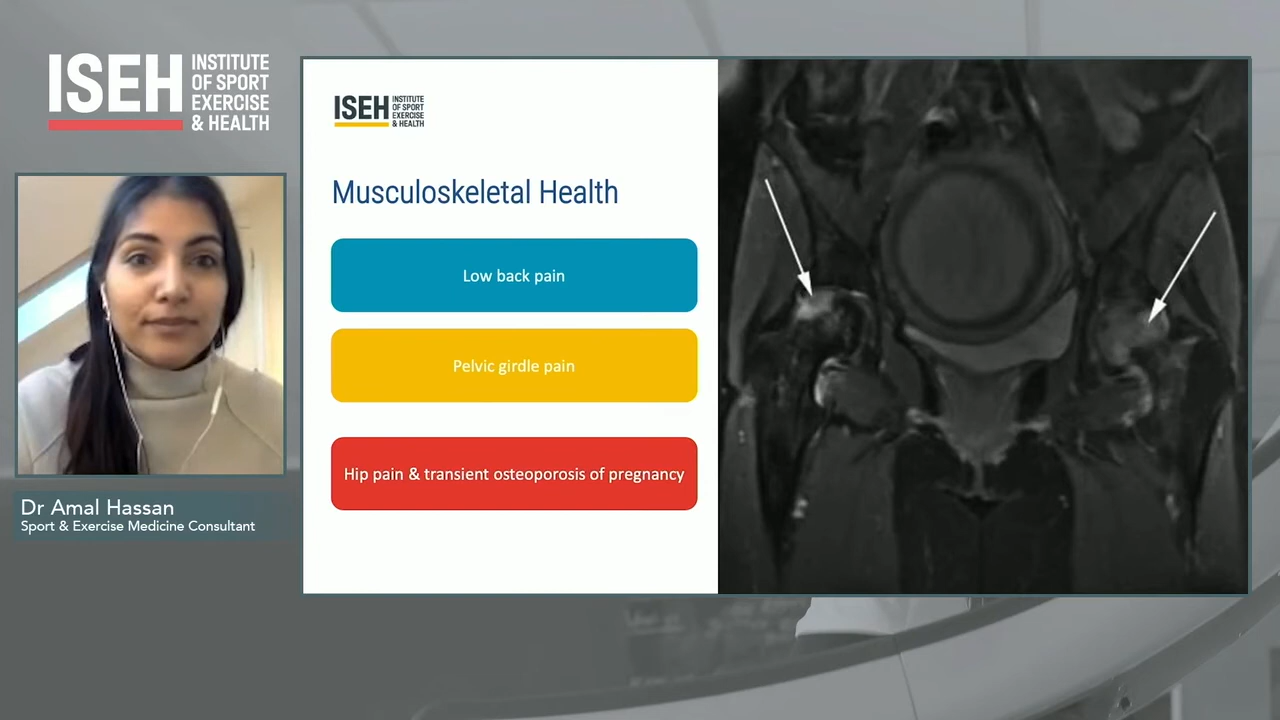 ISEH INSTITUTE
OF SPORT
EXERCISE
& HEALTH
Dr Amal Hassan
Sport & Exercise Medicine Consultant
ISEH INSTITUTE
OF SPORT
EXERCISE
& HEALTH
Musculoskeletal Health
Low back pain
Pelvic girdle pain
Hip pain & transient osteoporosis of pregnancy